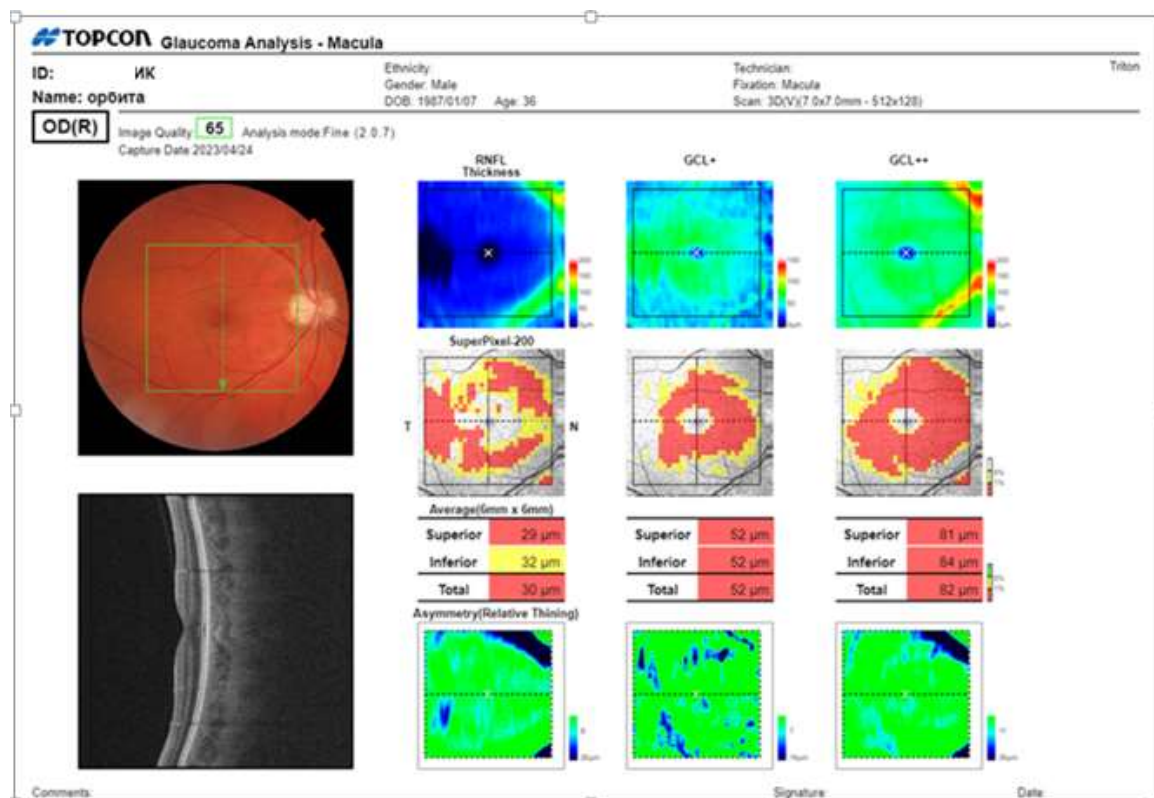 TOPCON Glaucoma Analysis - Macula
ID: ИК
Name: орбита
Ethnicity:
Gender: Male
DOB: 1987/01/07 Age: 36
Technician:
Fixation: Macula
Scan: 3D(V)(7.0x7.0mm - 512x128)
Triton
OD(R)
Image Quality 65 Analysis mode:Fine (2.0.7)
Capture Date:2023/04/24
RNFL
Thickness
GCL+
GCL++
SuperPixel-200
T
N
Average(6mm x 6mm)
Superior 29 µm
Inferior 32 µm
Total 30 µm
Superior 52 µm
Inferior 52 µm
Total 52 µm
Superior 81 µm
Inferior 84 µm
Total 82 µm
Asymmetry(Relative Thining)
Comments:
Signature:
Date: